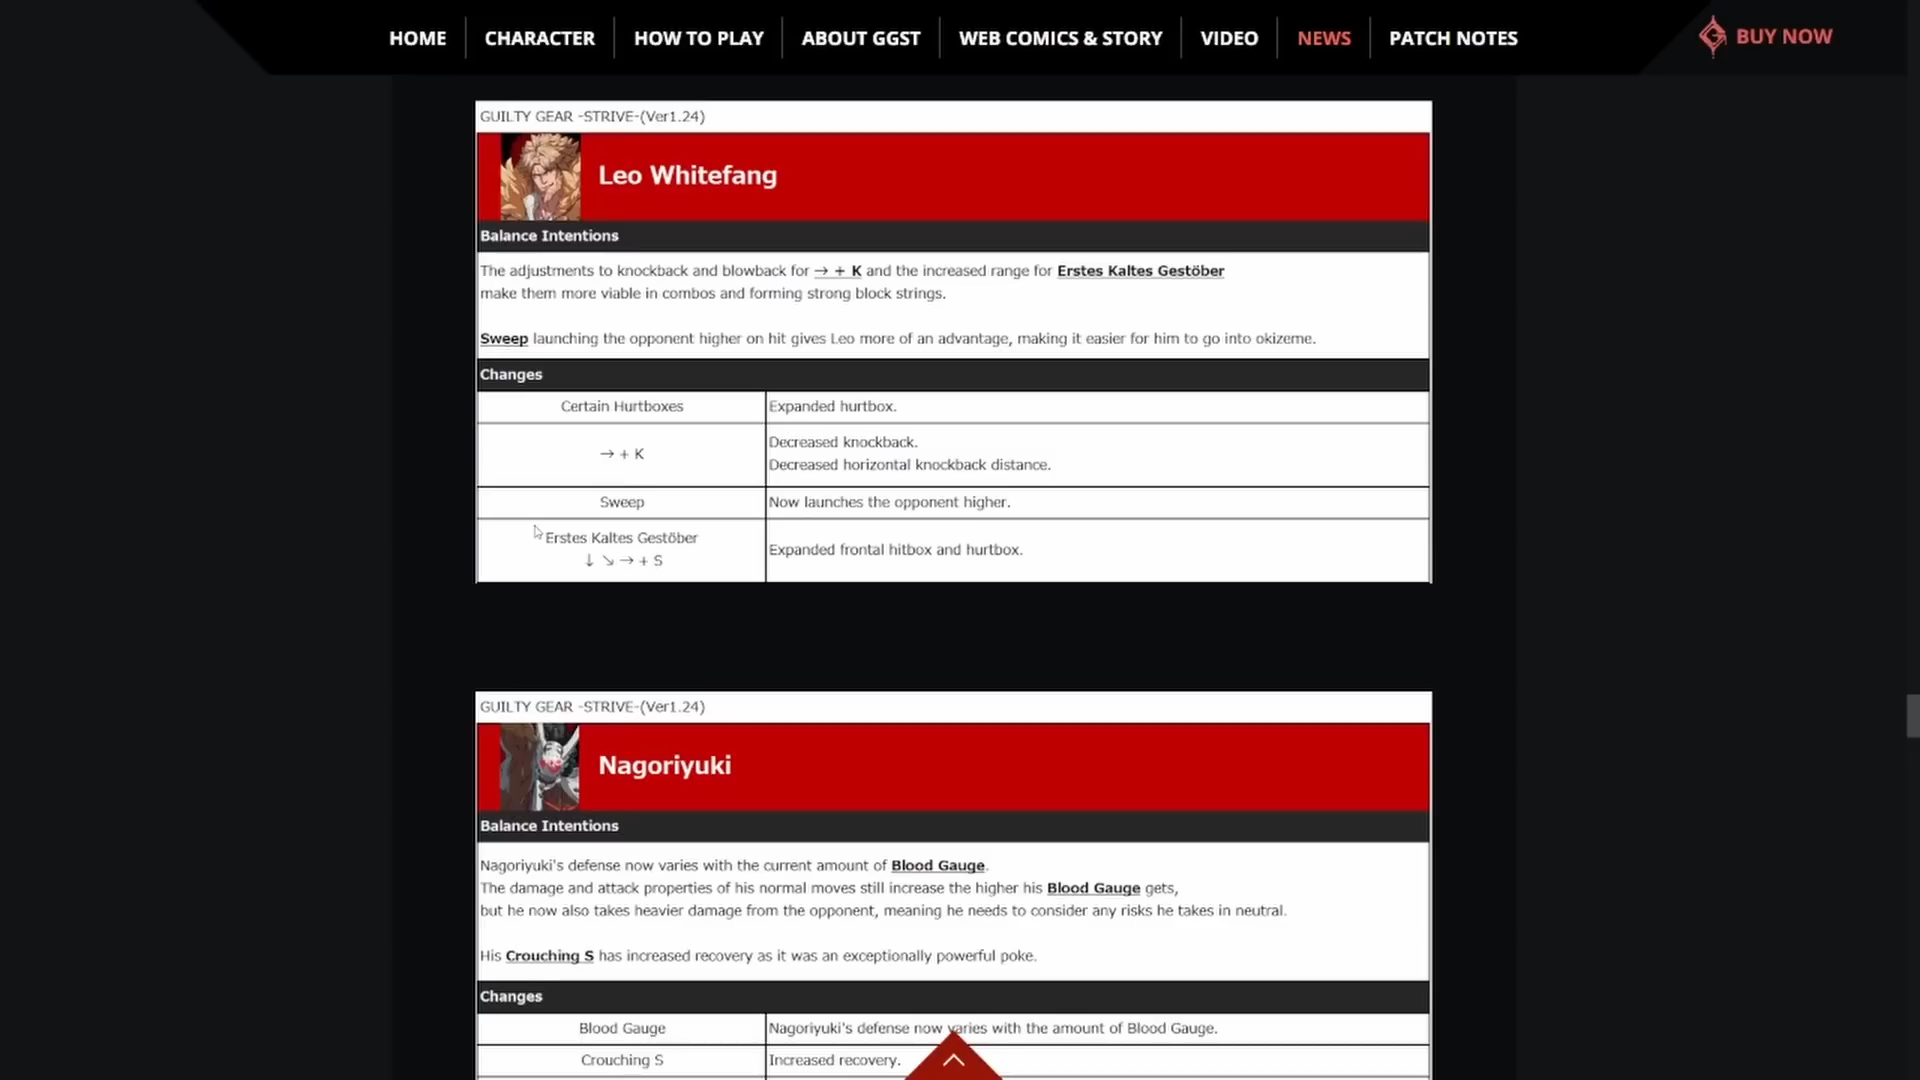 HOME CHARACTER HOW TO PLAY ABOUT GGST WEB COMICS & STORY VIDEO NEWS PATCH NOTES BUY NOW
GUILTY GEAR -STRIVE-(Ver1.24)
Leo Whitefang
Balance Intentions
The adjustments to knockback and blowback for → + K and the increased range for Erstes Kaltes Gestöber
make them more viable in combos and forming strong block strings.
Sweep launching the opponent higher on hit gives Leo more of an advantage, making it easier for him to go into okizeme.
Changes
Certain Hurtboxes Expanded hurtbox.
→ + K Decreased knockback.
Decreased horizontal knockback distance.
Sweep Now launches the opponent higher.
Erstes Kaltes Gestöber
↓ ↘ → + S Expanded frontal hitbox and hurtbox.
GUILTY GEAR -STRIVE-(Ver1.24)
Nagoriyuki
Balance Intentions
Nagoriyuki's defense now varies with the current amount of Blood Gauge.
The damage and attack properties of his normal moves still increase the higher his Blood Gauge gets,
but he now also takes heavier damage from the opponent, meaning he needs to consider any risks he takes in neutral.
His Crouching S has increased recovery as it was an exceptionally powerful poke.
Changes
Blood Gauge Nagoriyuki's defense now varies with the amount of Blood Gauge.
Crouching S Increased recovery.